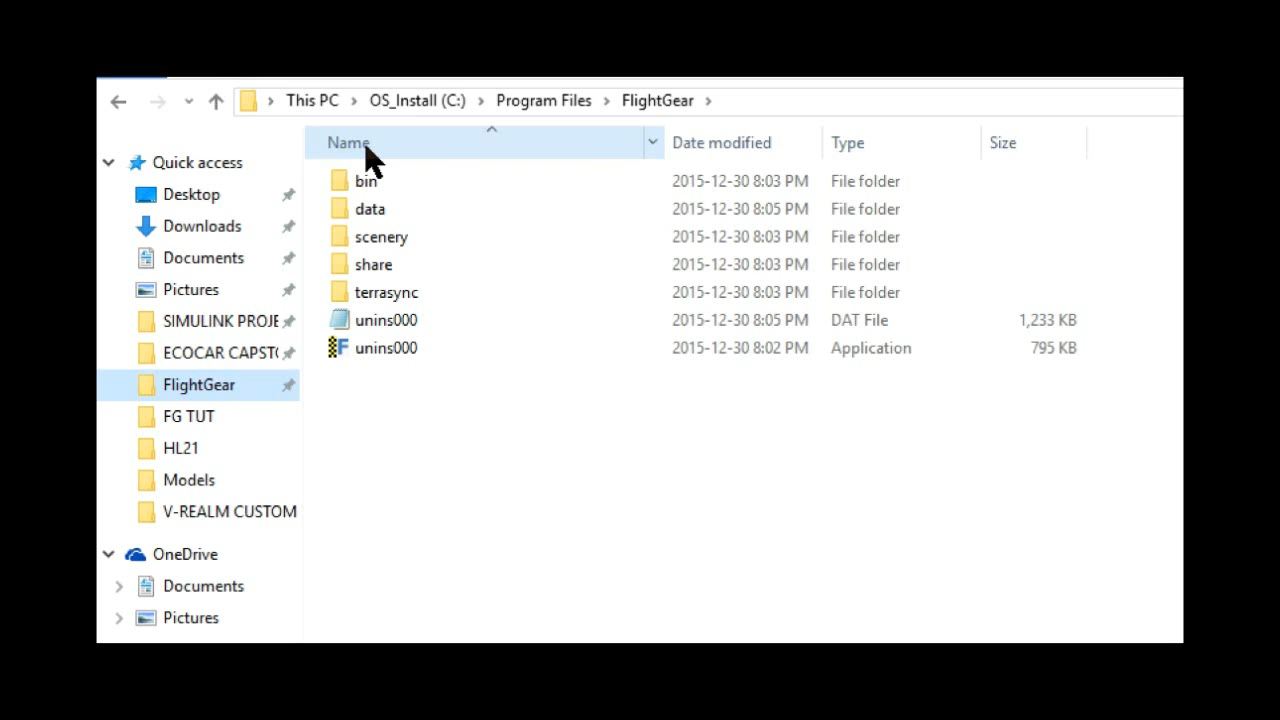 This PC > OS_Install (C:) > Program Files > FlightGear >
Name Date modified Type Size
Quick access
Desktop
Downloads
Documents
Pictures
SIMULINK PROJE
ECOCAR CAPST
FlightGear
FG TUT
HL21
Models
V-REALM CUSTOM
OneDrive
Documents
Pictures
bin 2015-12-30 8:03 PM File folder
data 2015-12-30 8:05 PM File folder
scenery 2015-12-30 8:03 PM File folder
share 2015-12-30 8:03 PM File folder
terrasync 2015-12-30 8:03 PM File folder
unins000 2015-12-30 8:05 PM DAT File 1,233 KB
unins000 2015-12-30 8:02 PM Application 795 KB